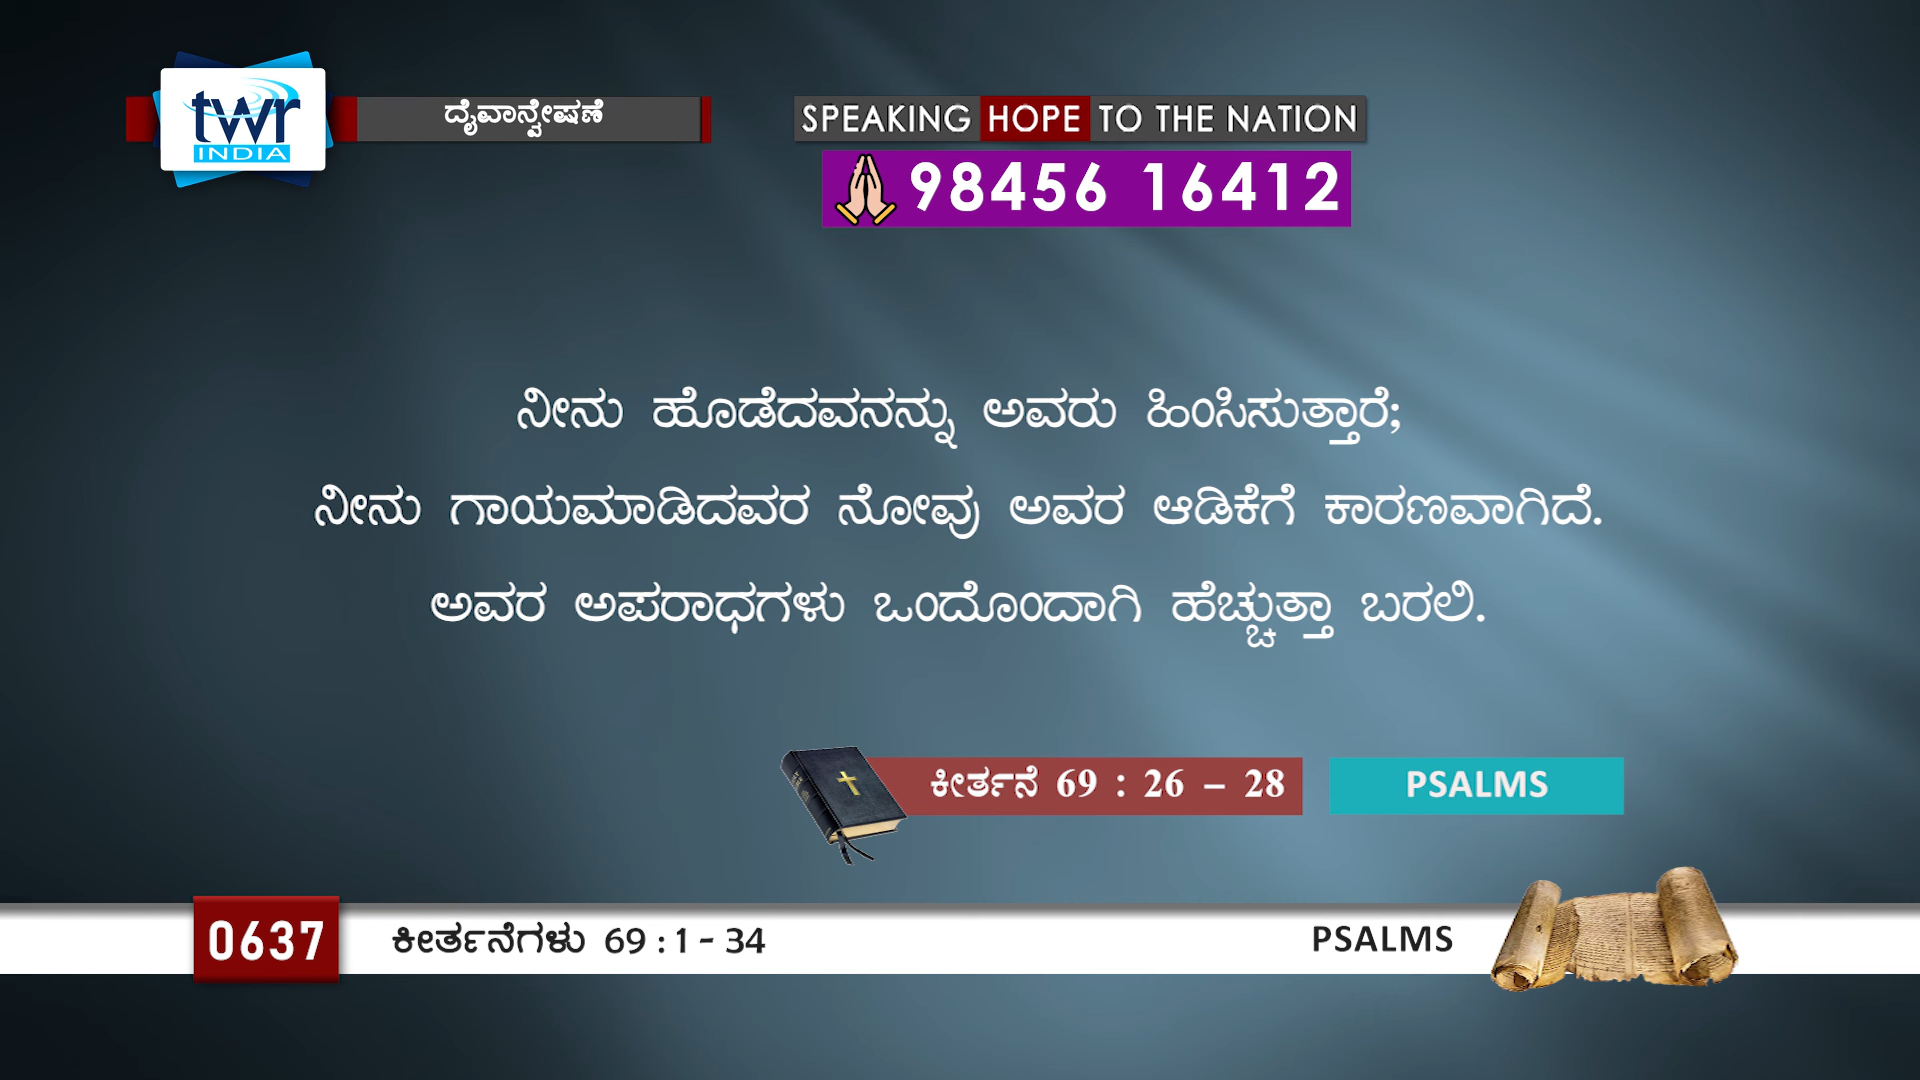 twr
INDIA
ದೈವಾನ್ವೇಷಣೆ
SPEAKING HOPE TO THE NATION
98456 16412
ನೀನು ಹೊಡೆದವನನ್ನು ಅವರು ಹಿಂಸಿಸುತ್ತಾರೆ;
ನೀನು ಗಾಯಮಾಡಿದವರ ನೋವು ಅವರ ಆಡಿಕೆಗೆ ಕಾರಣವಾಗಿದೆ.
ಅವರ ಅಪರಾಧಗಳು ಒಂದೊಂದಾಗಿ ಹೆಚ್ಚುತ್ತಾ ಬರಲಿ.
ಕೀರ್ತನೆ 69 : 26 – 28
PSALMS
0637
ಕೀರ್ತನೆಗಳು 69 : 1 - 34
PSALMS